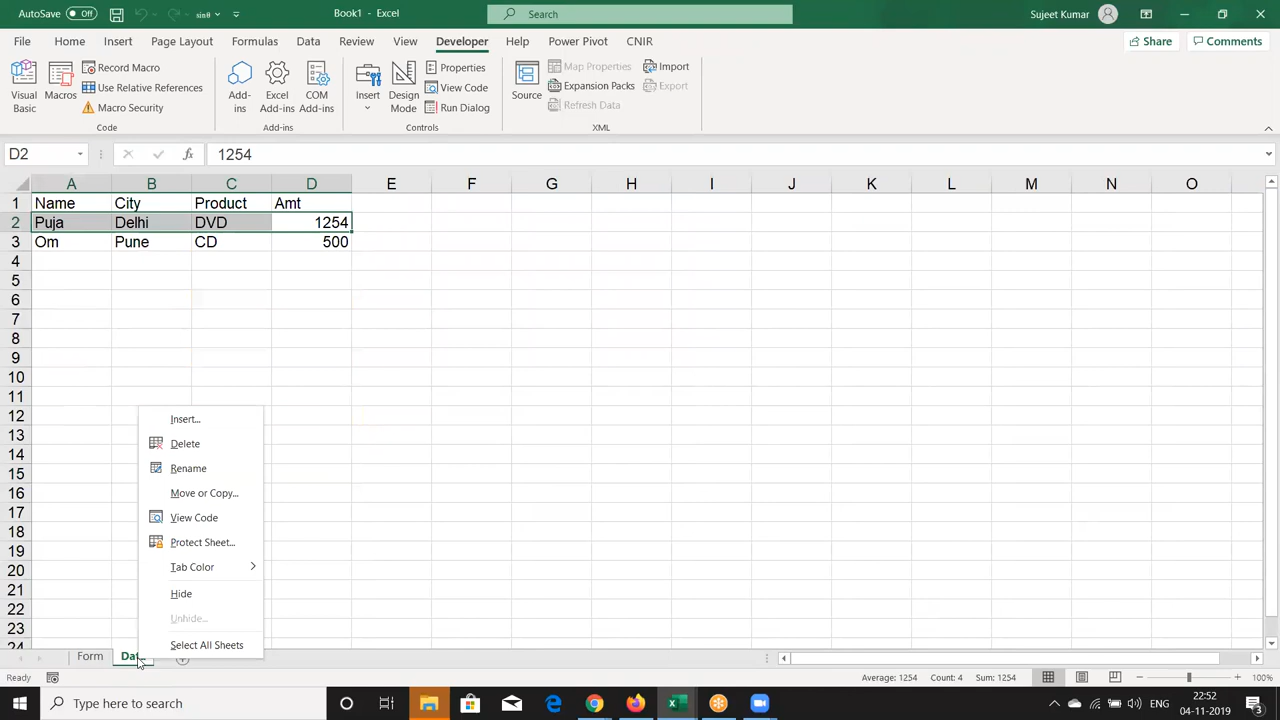 AutoSave Off sinθ Book1 - Excel Search Sujeet Kumar
File Home Insert Page Layout Formulas Data Review View Developer Help Power Pivot CNIR Share Comments
Visual Basic
Macros
Record Macro
Use Relative References
Macro Security
Code
Add-ins
Excel Add-ins
COM Add-ins
Add-ins
Insert
Design Mode
Properties
View Code
Run Dialog
Controls
Source
Map Properties
Expansion Packs
Refresh Data
Import
Export
XML
D2 fx 1254
A B C D E F G H I J K L M N O
1 Name City Product Amt
2 Puja Delhi DVD 1254
3 Om Pune CD 500
4
5
6
7
8
9
10
11
12
13
14
15
16
17
18
19
20
21
22
23
24
Insert...
Delete
Rename
Move or Copy...
View Code
Protect Sheet...
Tab Color
Hide
Unhide...
Select All Sheets
Form Dat
Ready Average: 1254 Count: 4 Sum: 1254 100%
Type here to search ENG 22:52
04-11-2019 3